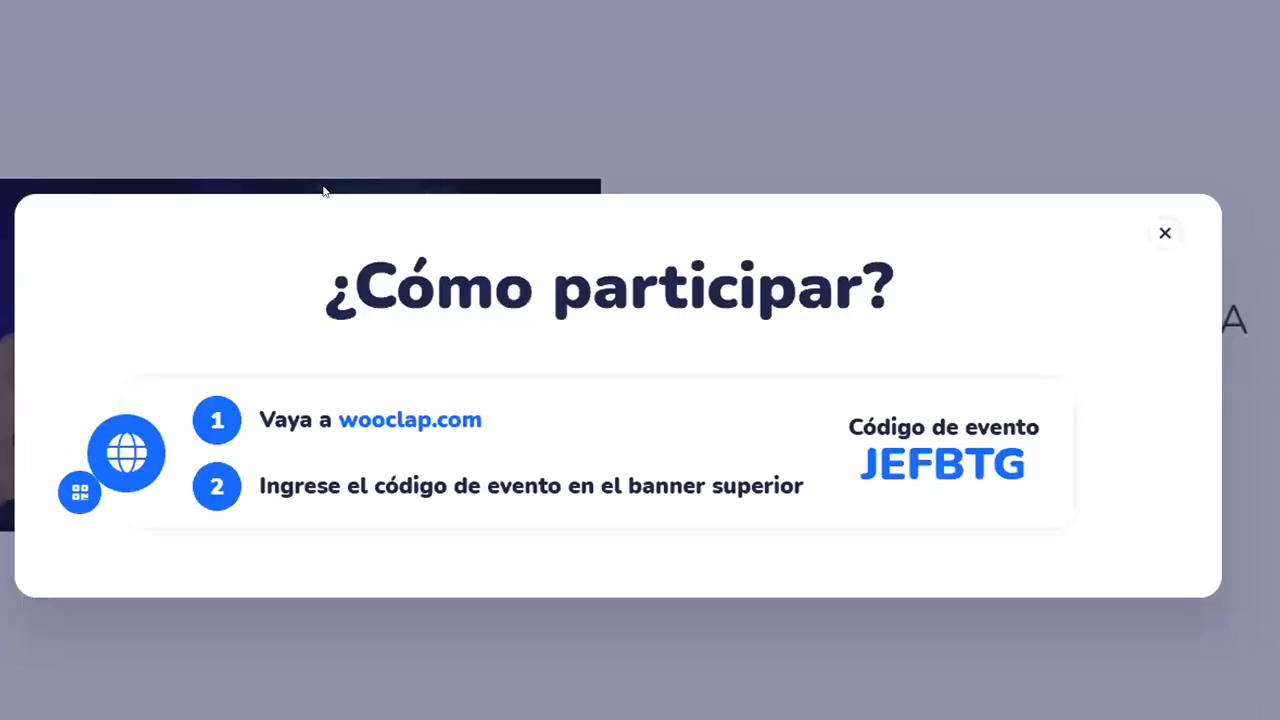 ¿Cómo participar?
1 Vaya a wooclap.com
2 Ingrese el código de evento en el banner superior
Código de evento
JEFBTG
A